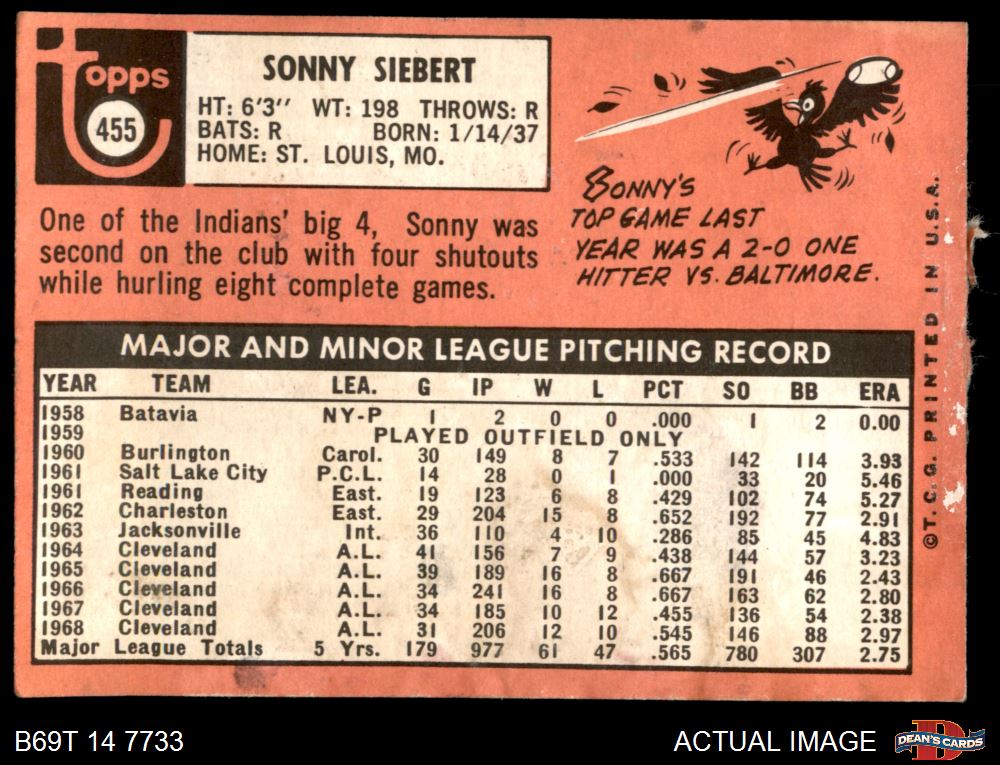 topps
455
SONNY SIEBERT
HT: 6'3" WT: 198 THROWS: R
BATS: R BORN: 1/14/37
HOME: ST. LOUIS, MO.
One of the Indians' big 4, Sonny was
second on the club with four shutouts
while hurling eight complete games.
SONNY'S
TOP GAME LAST
YEAR WAS A 2-0 ONE
HITTER VS. BALTIMORE.
MAJOR AND MINOR LEAGUE PITCHING RECORD
YEAR TEAM LEA. G IP W L PCT SO BB ERA
1958 Batavia NY-P 1 2 0 0 .000 1 2 0.00
1959 PLAYED OUTFIELD ONLY
1960 Burlington Carol. 30 149 8 7 .533 142 114 3.93
1961 Salt Lake City P.C.L. 14 28 0 1 .000 33 20 5.46
1961 Reading East. 19 123 6 8 .429 102 74 5.27
1962 Charleston East. 29 204 15 8 .652 192 77 2.91
1963 Jacksonville Int. 36 110 4 10 .286 85 45 4.83
1964 Cleveland A.L. 41 156 7 9 .438 144 57 3.23
1965 Cleveland A.L. 39 189 16 8 .667 191 46 2.43
1966 Cleveland A.L. 34 241 16 8 .667 163 62 2.80
1967 Cleveland A.L. 34 185 10 12 .455 136 54 2.38
1968 Cleveland A.L. 31 206 12 10 .545 146 88 2.97
Major League Totals 5 Yrs. 179 977 61 47 .565 780 307 2.75
©T.C.G. PRINTED IN U.S.A.
B69T 14 7733
ACTUAL IMAGE
DEAN'S CARDS